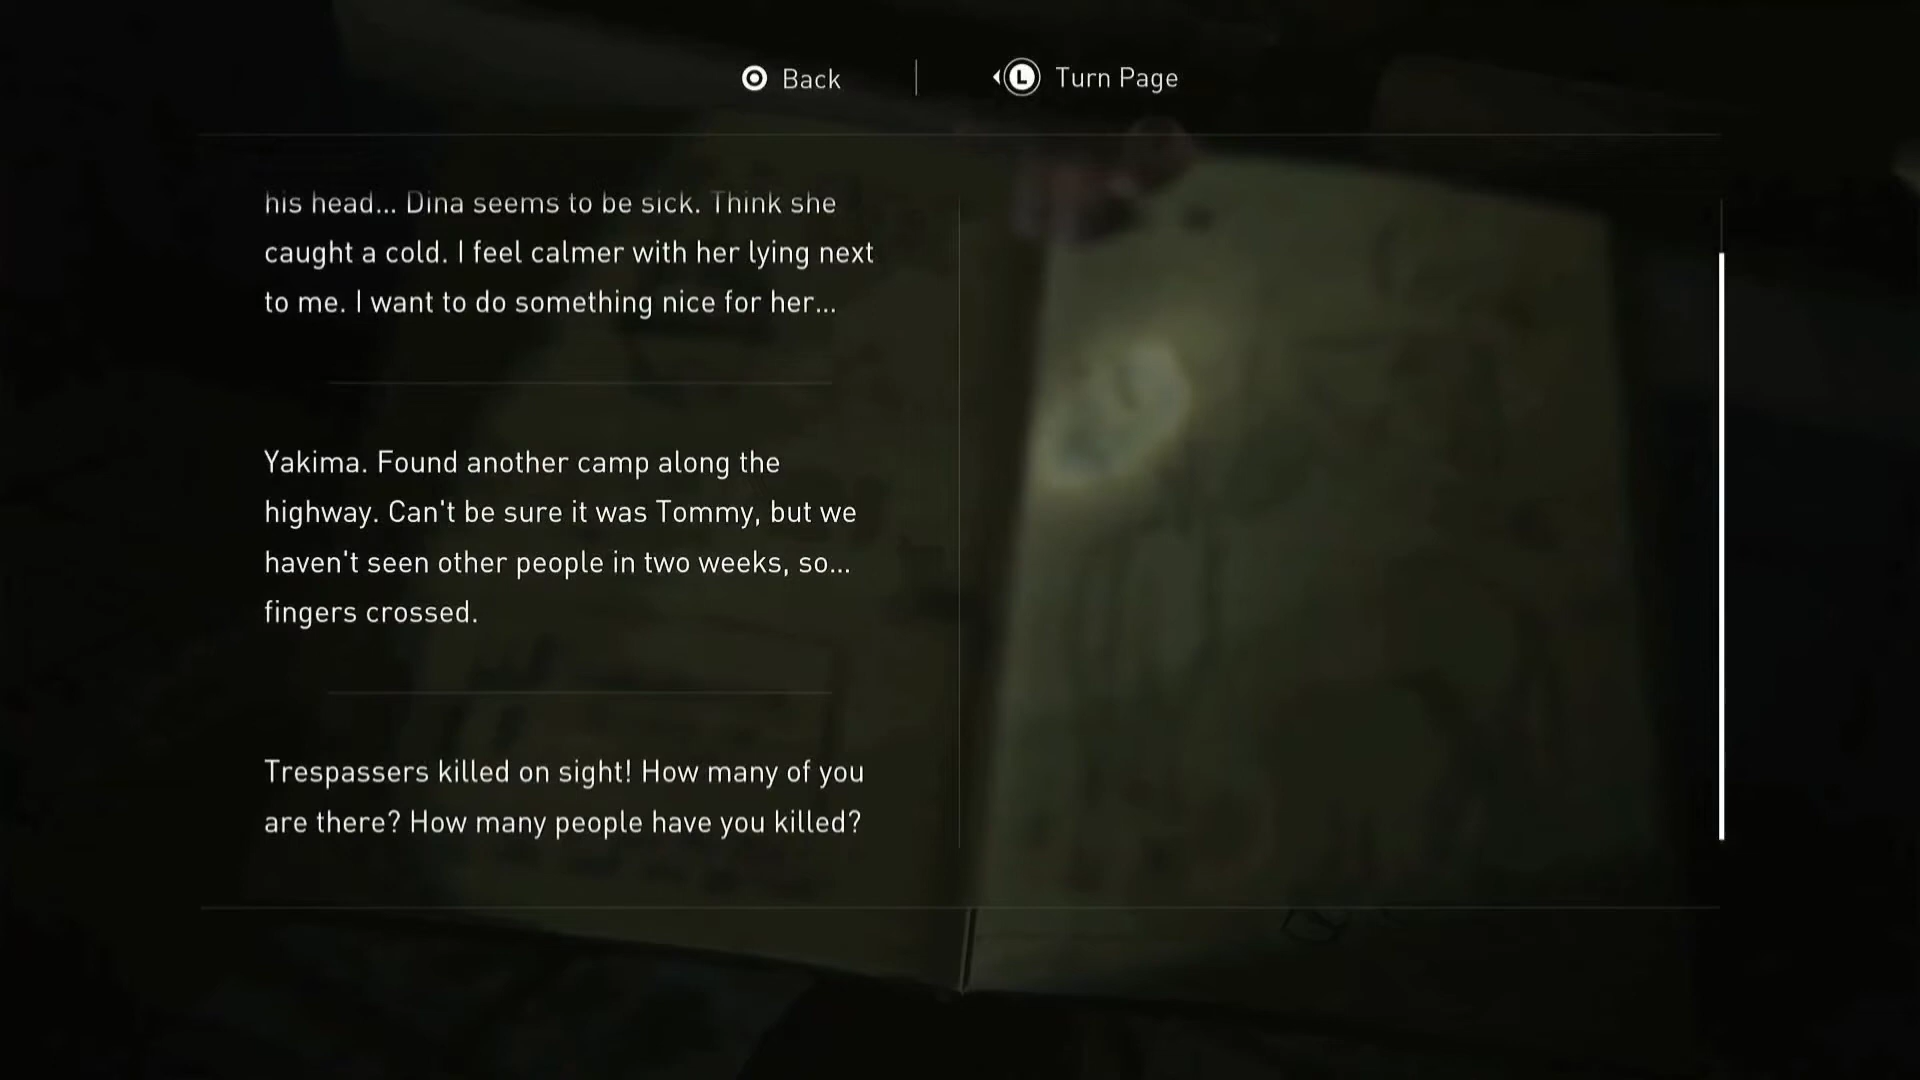 Back
L Turn Page
his head... Dina seems to be sick. Think she
caught a cold. I feel calmer with her lying next
to me. I want to do something nice for her...
Yakima. Found another camp along the
highway. Can't be sure it was Tommy, but we
haven't seen other people in two weeks, so...
fingers crossed.
Trespassers killed on sight! How many of you
are there? How many people have you killed?